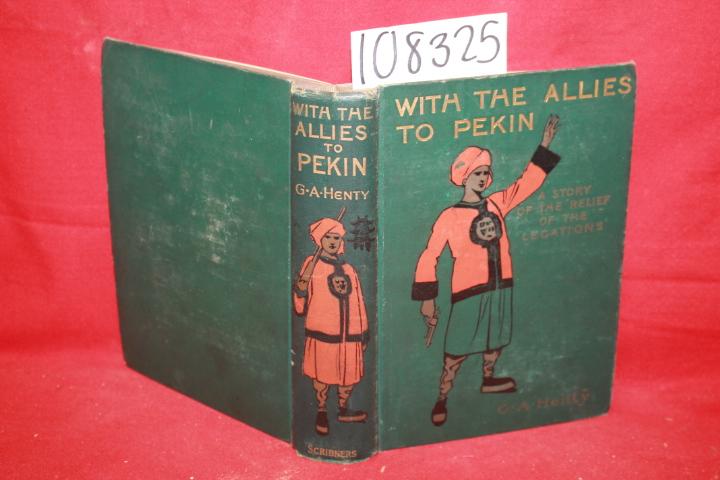 108325
WITH THE
ALLIES
TO
PEKIN
G·A·HENTY
SCRIBNERS
WITH THE ALLIES
TO PEKIN
A STORY
OF THE RELIEF
OF THE
LEGATIONS
G·A·Henty